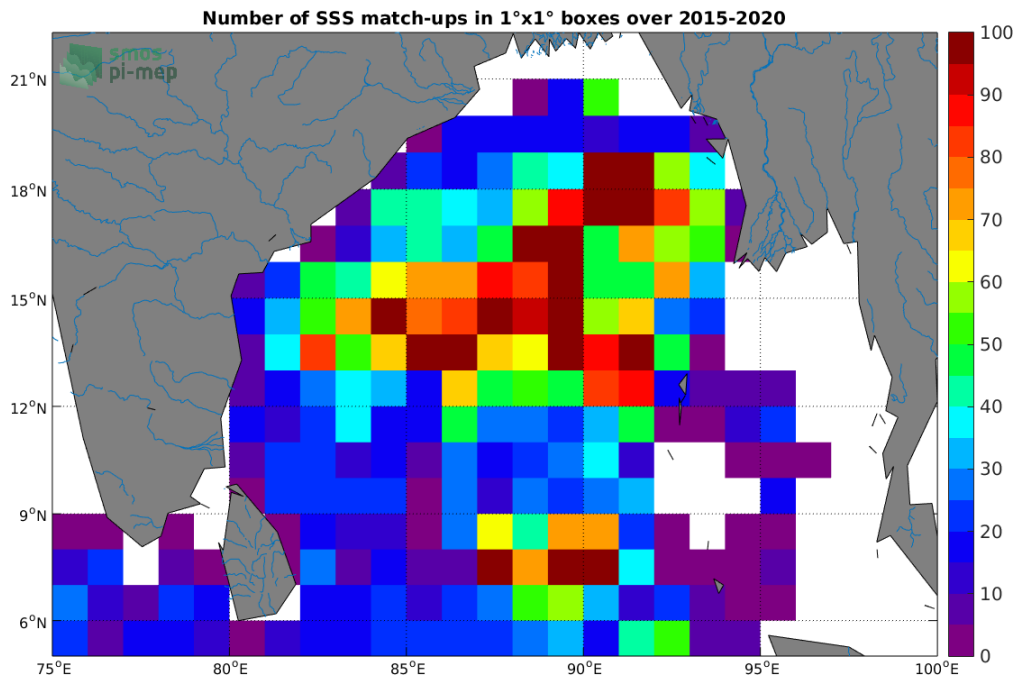 Number of SSS match-ups in 1°x1° boxes over 2015-2020
smos
pi-mep
21°N
18°N
15°N
12°N
9°N
6°N
75°E 80°E 85°E 90°E 95°E 100°E
100
90
80
70
60
50
40
30
20
10
0